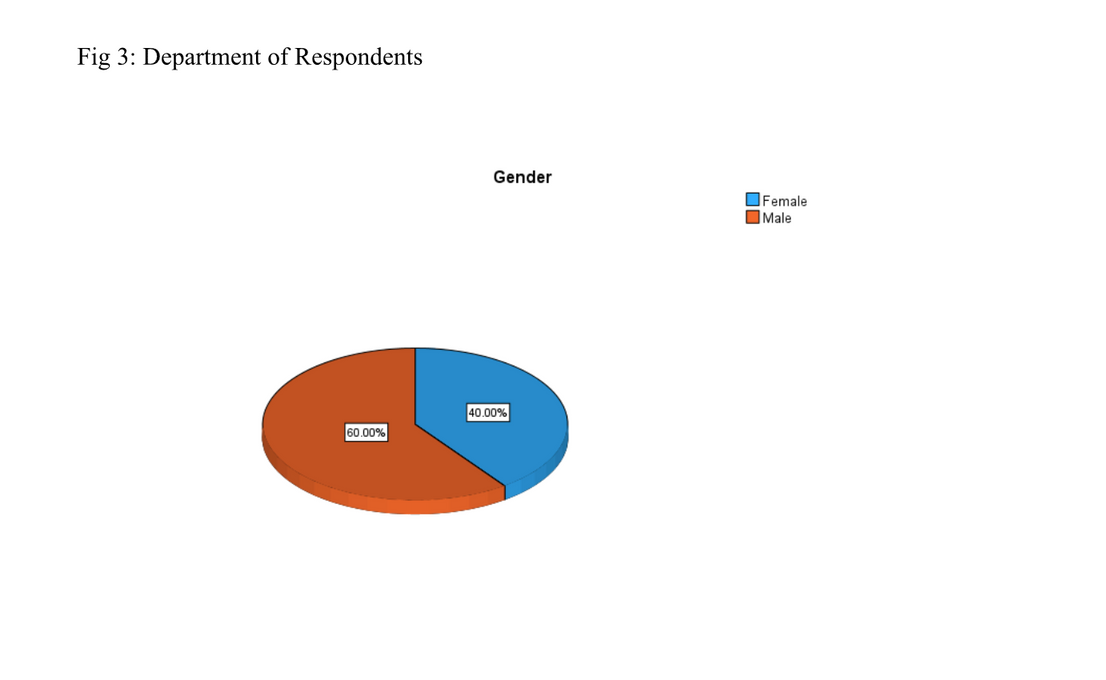 Fig 3: Department of Respondents
Gender
Female
Male
40.00%
60.00%